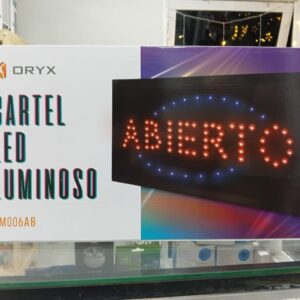 ORYX
CARTEL
LED
LUMINOSO
M006AB
ABIERTO